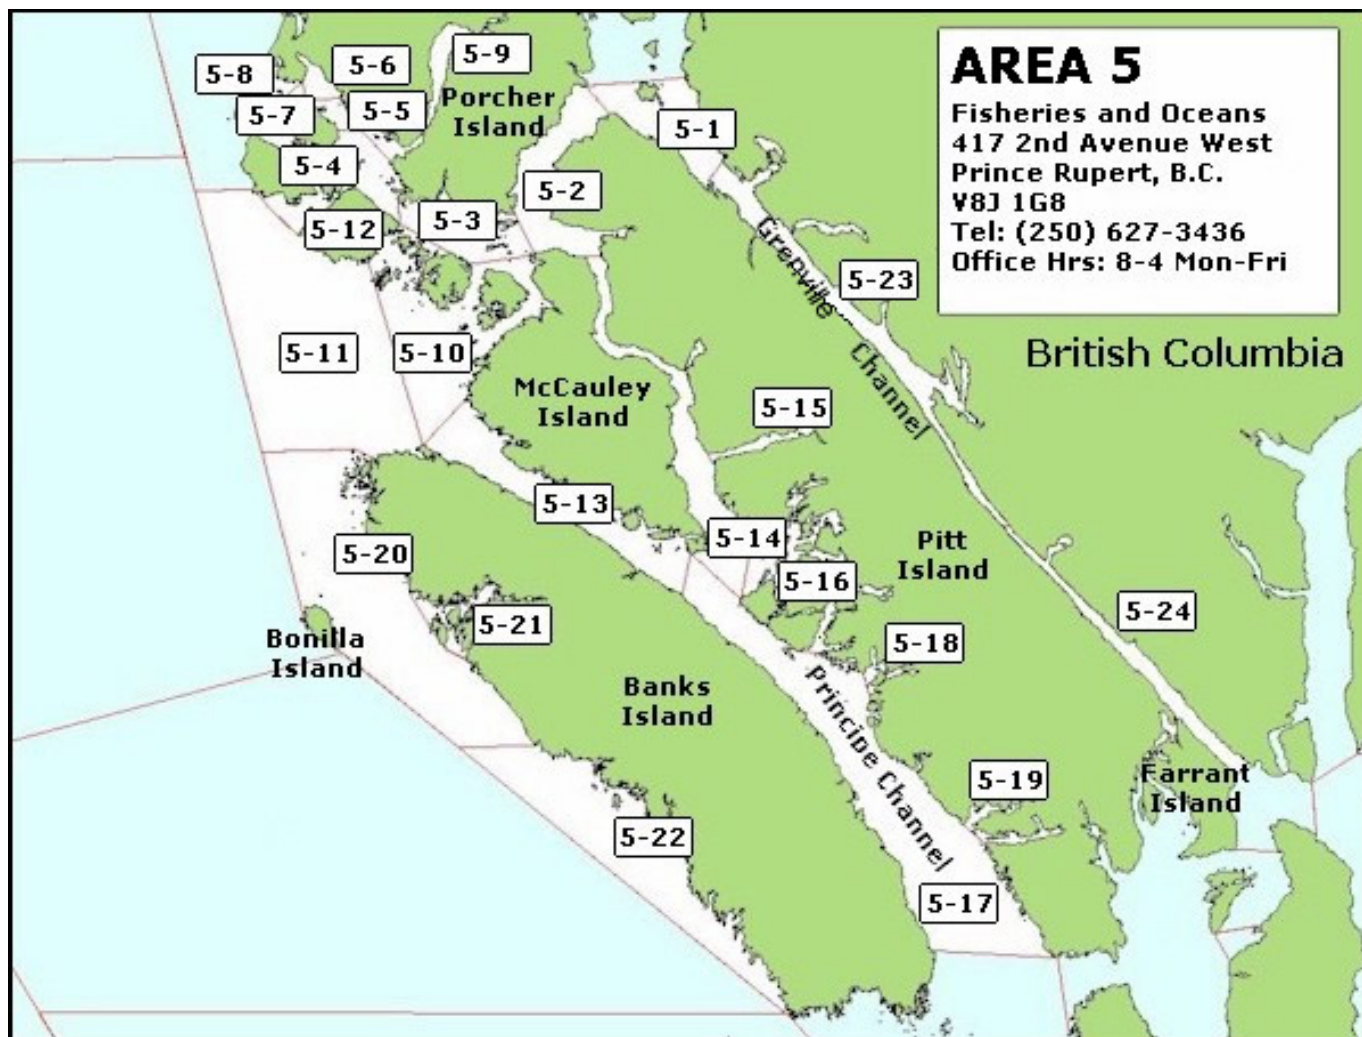 AREA 5
Fisheries and Oceans
417 2nd Avenue West
Prince Rupert, B.C.
V8J 1G8
Tel: (250) 627-3436
Office Hrs: 8-4 Mon-Fri
5-9
5-6
5-8
Porcher
Island
5-5
5-7
5-1
5-4
5-2
5-3
5-12
Grenville
Channel
5-23
5-11
5-10
British Columbia
McCauley
Island
5-15
5-13
5-14
Pitt
Island
5-20
5-16
5-24
5-21
Bonilla
Island
5-18
Banks
Island
Principe Channel
5-19
Farrant
Island
5-22
5-17